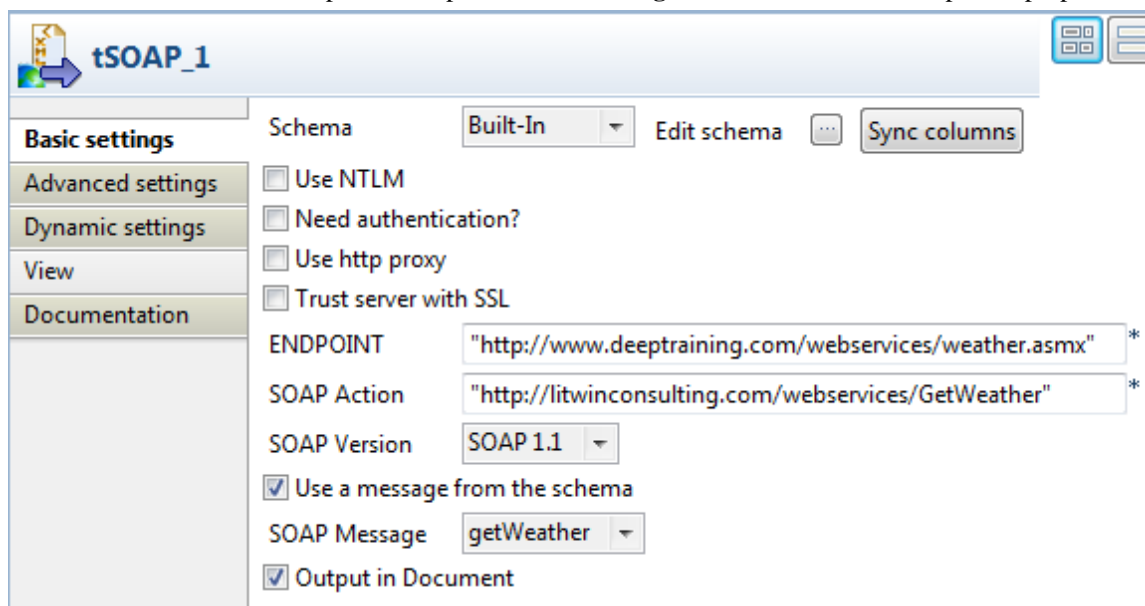 tSOAP_1
Basic settings
Advanced settings
Dynamic settings
View
Documentation
Schema Built-In Edit schema ... Sync columns
Use NTLM
Need authentication?
Use http proxy
Trust server with SSL
ENDPOINT "http://www.deeptraining.com/webservices/weather.asmx" *
SOAP Action "http://litwinconsulting.com/webservices/GetWeather" *
SOAP Version SOAP 1.1
Use a message from the schema
SOAP Message getWeather
Output in Document